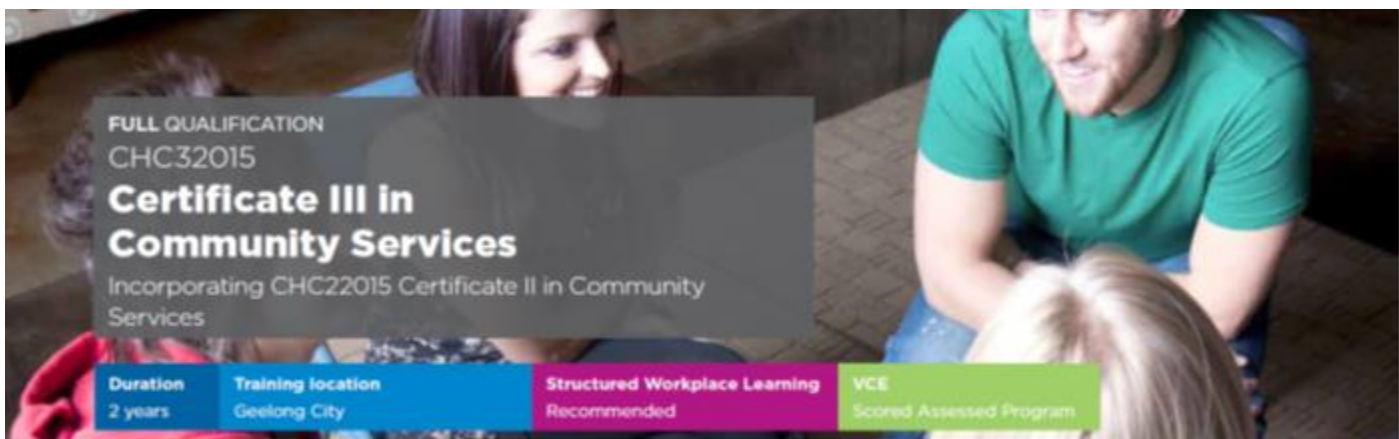 FULL QUALIFICATION
CHC32015
Certificate III in
Community Services
Incorporating CHC22015 Certificate II in Community
Services
Duration
2 years
Training location
Geelong City
Structured Workplace Learning
Recommended
VCE
Scored Assessed Program